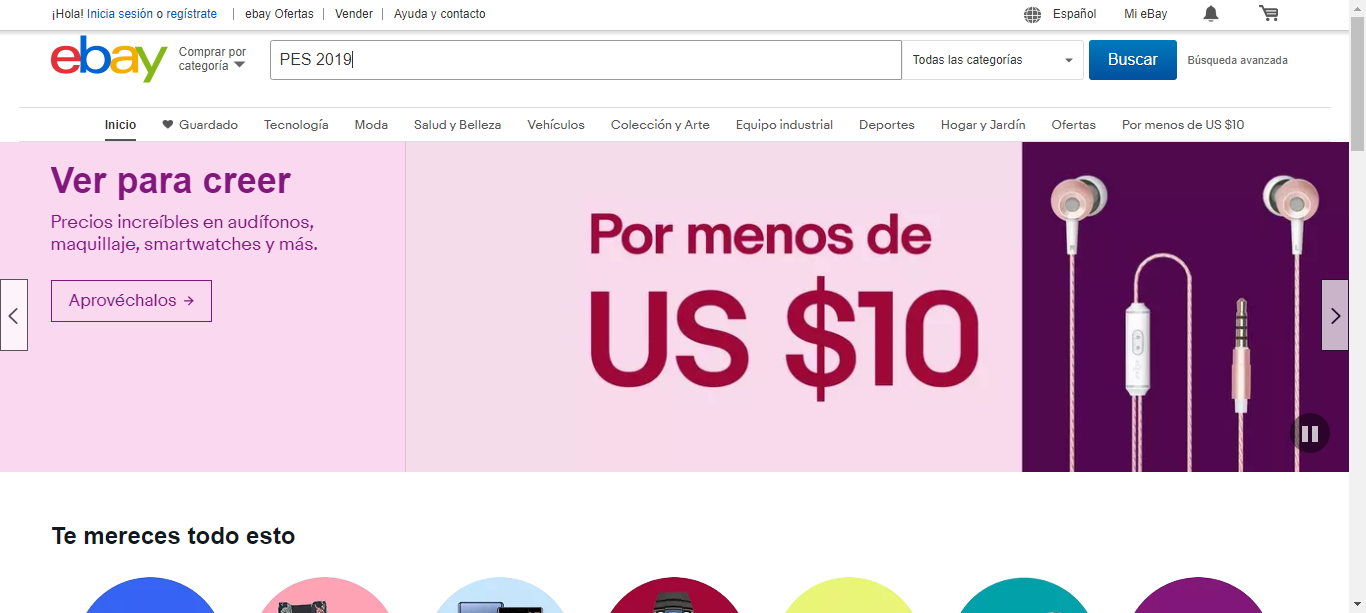 ¡Hola! Inicia sesión o regístrate
ebay Ofertas
Vender
Ayuda y contacto
Español
Mi eBay
ebay
Comprar por
categoría
PES 2019
Todas las categorías
Buscar
Búsqueda avanzada
Inicio
Guardado
Tecnología
Moda
Salud y Belleza
Vehículos
Colección y Arte
Equipo industrial
Deportes
Hogar y Jardín
Ofertas
Por menos de US $10
Ver para creer
Precios increíbles en audífonos,
maquillaje, smartwatches y más.
Aprovéchalos →
Por menos de
US $10
R
L
Te mereces todo esto